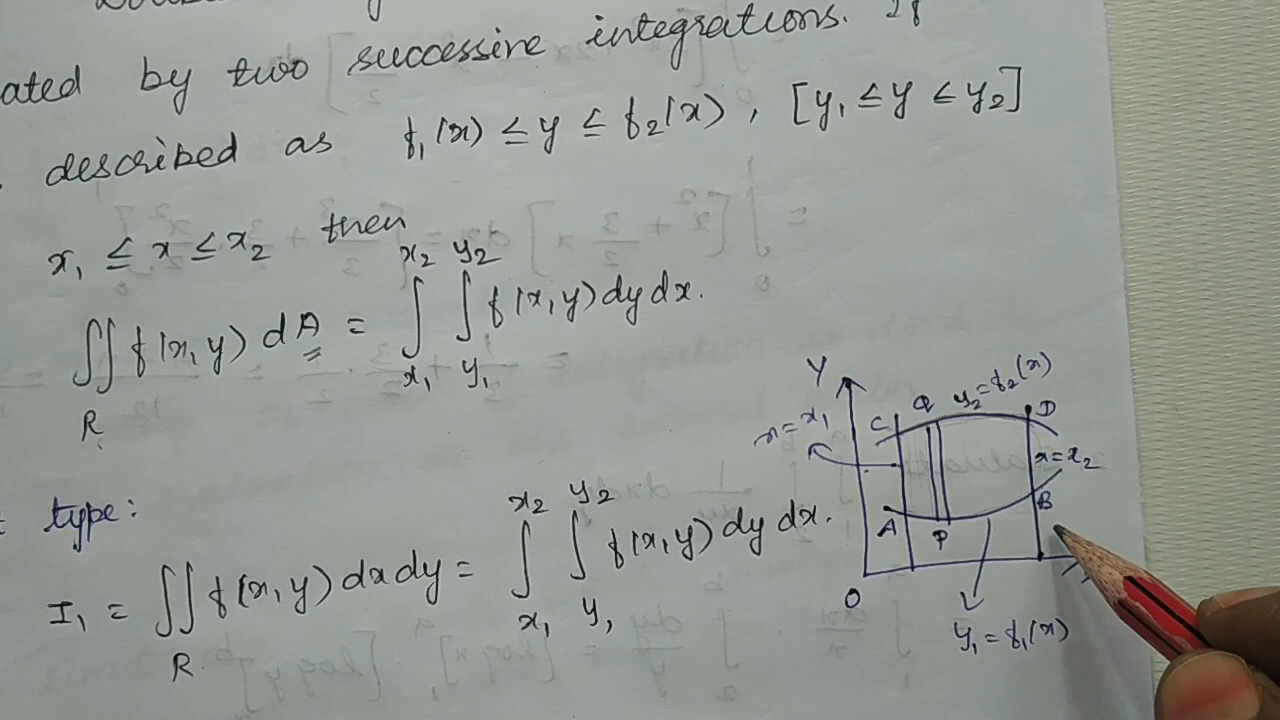 ated by two successive integrations. If
described as f₁(x) ≤ y ≤ f₂(x), [y₁ ≤ y ≤ y₂]
x₁ ≤ x ≤ x₂ then
∬_R f(x,y) dA = ∫_{x₁}^{x₂} ∫_{y₁}^{y₂} f(x,y) dy dx.
type:
I₁ = ∬_R f(x,y) dx dy = ∫_{x₁}^{x₂} ∫_{y₁}^{y₂} f(x,y) dy dx.
Y
y₂ = f₂(x)
x = x₁
C Q D
x = x₂
A P B
O
y₁ = f₁(x)